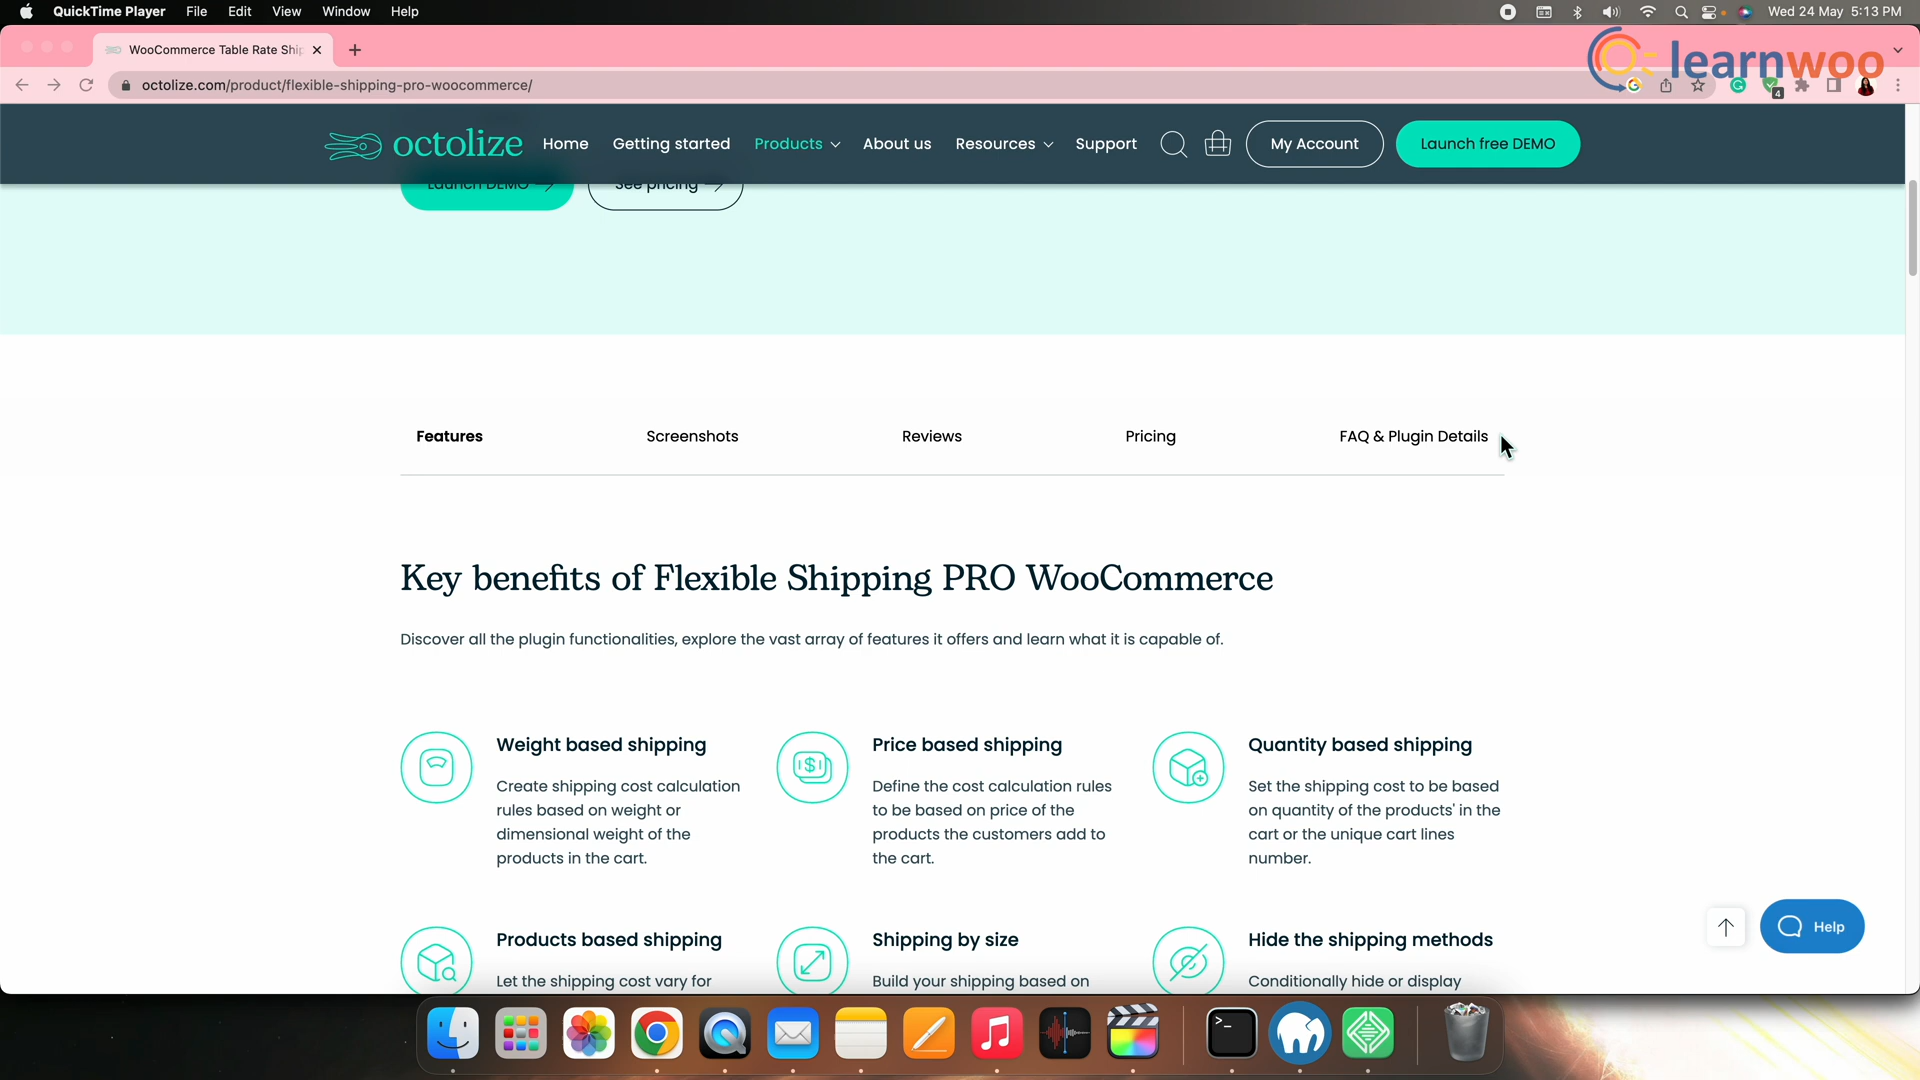 QuickTime Player File Edit View Window Help Wed 24 May 5:13 PM
WooCommerce Table Rate Ship
learnwoo
octolize.com/product/flexible-shipping-pro-woocommerce/
4
octolize Home Getting started Products About us Resources Support My Account Launch free DEMO
Launch DEMO See pricing
Features Screenshots Reviews Pricing FAQ & Plugin Details
Key benefits of Flexible Shipping PRO WooCommerce
Discover all the plugin functionalities, explore the vast array of features it offers and learn what it is capable of.
Weight based shipping
Create shipping cost calculation
rules based on weight or
dimensional weight of the
products in the cart.
Price based shipping
Define the cost calculation rules
to be based on price of the
products the customers add to
the cart.
Quantity based shipping
Set the shipping cost to be based
on quantity of the products' in the
cart or the unique cart lines
number.
Products based shipping
Let the shipping cost vary for
Shipping by size
Build your shipping based on
Hide the shipping methods
Conditionally hide or display
Help